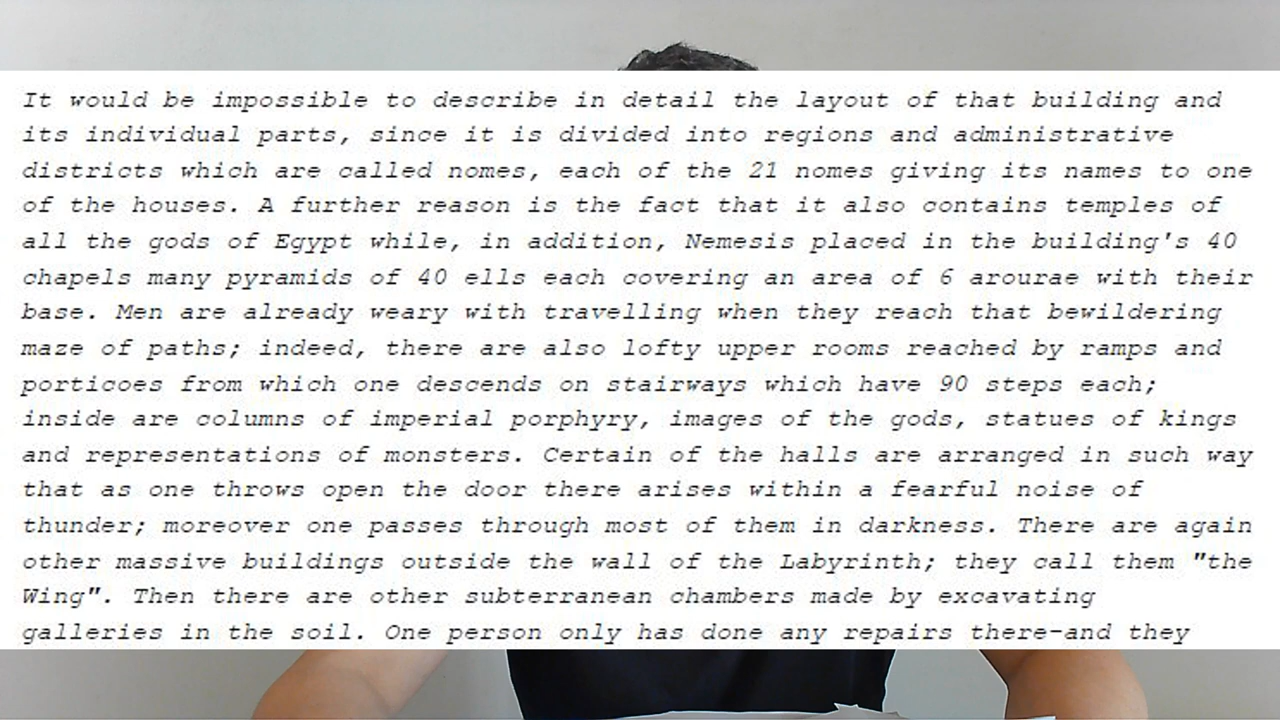 It would be impossible to describe in detail the layout of that building and
its individual parts, since it is divided into regions and administrative
districts which are called nomes, each of the 21 nomes giving its names to one
of the houses. A further reason is the fact that it also contains temples of
all the gods of Egypt while, in addition, Nemesis placed in the building's 40
chapels many pyramids of 40 ells each covering an area of 6 arourae with their
base. Men are already weary with travelling when they reach that bewildering
maze of paths; indeed, there are also lofty upper rooms reached by ramps and
porticoes from which one descends on stairways which have 90 steps each;
inside are columns of imperial porphyry, images of the gods, statues of kings
and representations of monsters. Certain of the halls are arranged in such way
that as one throws open the door there arises within a fearful noise of
thunder; moreover one passes through most of them in darkness. There are again
other massive buildings outside the wall of the Labyrinth; they call them "the
Wing". Then there are other subterranean chambers made by excavating
galleries in the soil. One person only has done any repairs there-and they